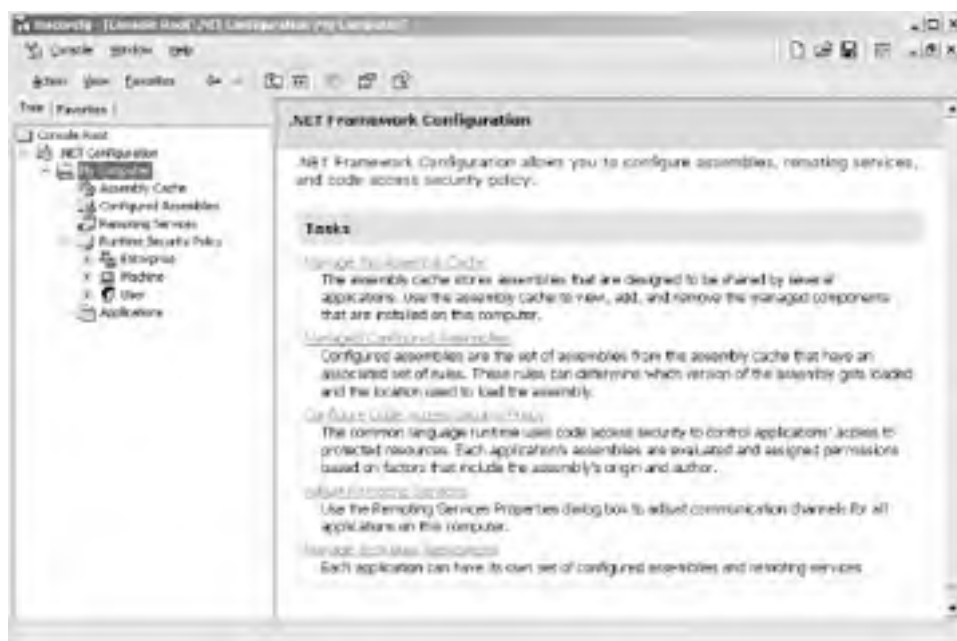 mscorcfg - [Console Root\.NET Configuration\My Computer]
Console Window Help
Action View Favorites
Tree Favorites
Console Root
.NET Configuration
My Computer
Assembly Cache
Configured Assemblies
Remoting Services
Runtime Security Policy
Enterprise
Machine
User
Applications
.NET Framework Configuration
.NET Framework Configuration allows you to configure assemblies, remoting services,
and code access security policy.
Tasks
Manage the Assembly Cache
The assembly cache stores assemblies that are designed to be shared by several
applications. Use the assembly cache to view, add, and remove the managed components
that are installed on this computer.
Managed Configured Assemblies
Configured assemblies are the set of assemblies from the assembly cache that have an
associated set of rules. These rules can determine which version of the assembly gets loaded
and the location used to load the assembly.
Configure Code Access Security Policy
The common language runtime uses code access security to control applications' access to
protected resources. Each application's assemblies are evaluated and assigned permissions
based on factors that include the assembly's origin and author.
Adjust Remoting Services
Use the Remoting Services Properties dialog box to adjust communication channels for all
applications on this computer.
Manage Individual Applications
Each application can have its own set of configured assemblies and remoting services